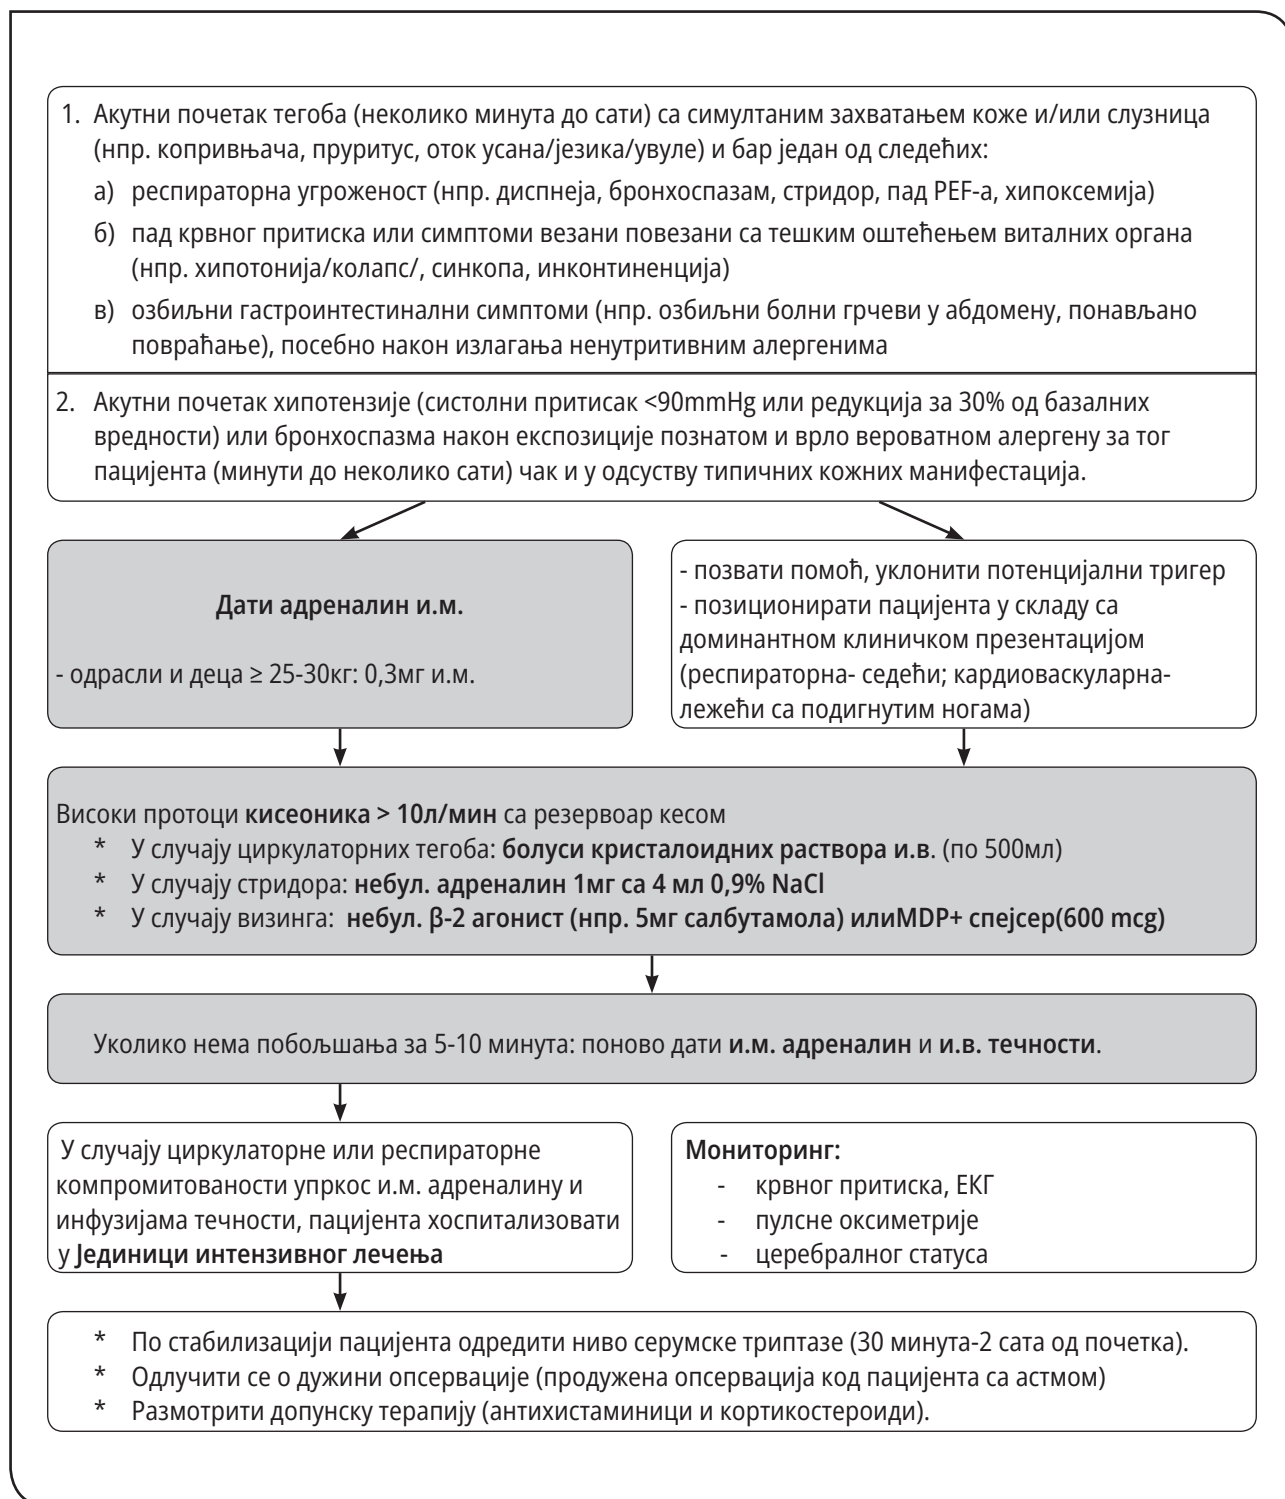 1. Акутни почетак тегоба (неколико минута до сати) са симултаним захватањем коже и/или слузница
(нпр. копривњача, пруритус, оток усана/језика/увуле) и бар један од следећих:
а) респираторна угроженост (нпр. диспнеја, бронхоспазам, стридор, пад PEF-а, хипоксемија)
б) пад крвног притиска или симптоми везани повезани са тешким оштећењем виталних органа
(нпр. хипотонија/колапс/, синкопа, инконтиненција)
в) озбиљни гастроинтестинални симптоми (нпр. озбиљни болни грчеви у абдомену, понављано
повраћање), посебно након излагања ненутритивним алергенима
2. Акутни почетак хипотензије (систолни притисак <90mmHg или редукција за 30% од базалних
вредности) или бронхоспазма након експозиције познатом и врло вероватном алергену за тог
пацијента (минути до неколико сати) чак и у одсуству типичних кожних манифестација.
Дати адреналин и.м.
- одрасли и деца ≥ 25-30кг: 0,3мг и.м.
- позвати помоћ, уклонити потенцијални тригер
- позиционирати пацијента у складу са
доминантном клиничком презентацијом
(респираторна- седећи; кардиоваскуларна-
лежећи са подигнутим ногама)
Високи протоци кисеоника > 10л/мин са резервоар кесом
* У случају циркулаторних тегоба: болуси кристалоидних раствора и.в. (по 500мл)
* У случају стридора: небул. адреналин 1мг са 4 мл 0,9% NaCl
* У случају визинга: небул. β-2 агонист (нпр. 5мг салбутамола) илиMDP+ спејсер(600 mcg)
Уколико нема побољшања за 5-10 минута: поново дати и.м. адреналин и и.в. течности.
У случају циркулаторне или респираторне
компромитованости упркос и.м. адреналину и
инфузијама течности, пацијента хоспитализовати
у Јединици интензивног лечења
Мониторинг:
- крвног притиска, ЕКГ
- пулсне оксиметрије
- церебралног статуса
* По стабилизацији пацијента одредити ниво серумске триптазе (30 минута-2 сата од почетка).
* Одлучити се о дужини опсервације (продужена опсервација код пацијента са астмом)
* Размотрити допунску терапију (антихистаминици и кортикостероиди).